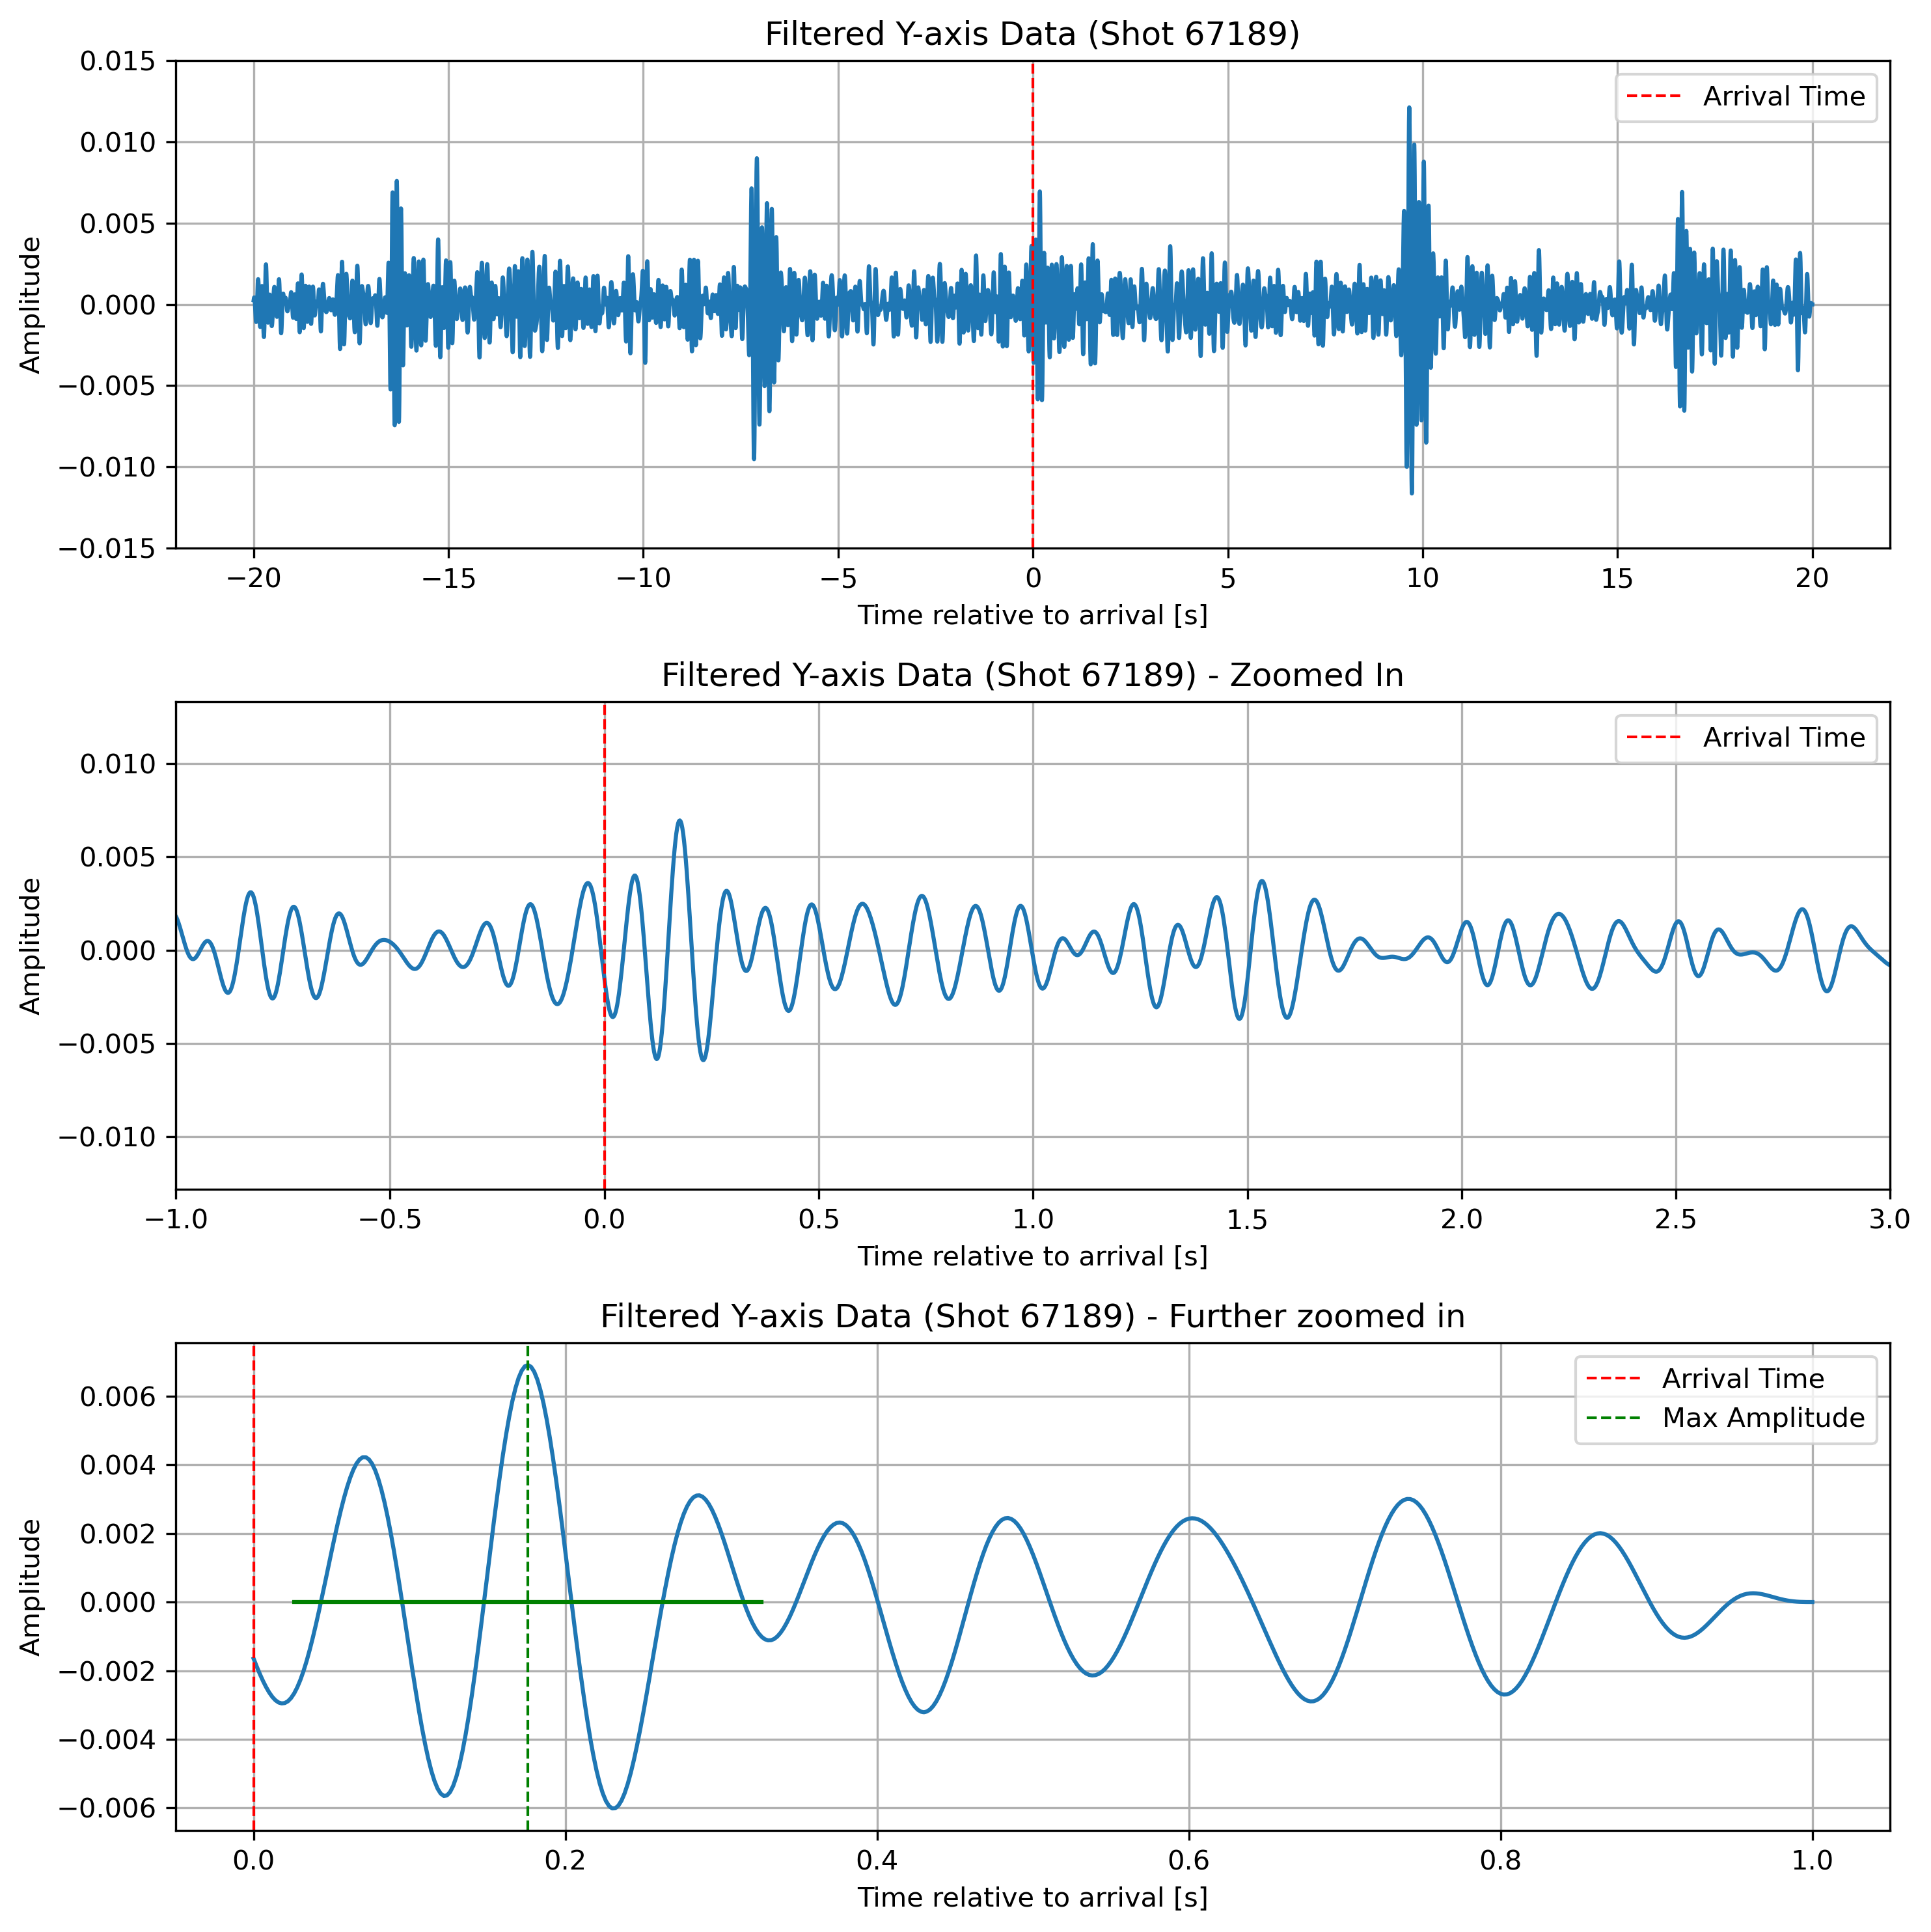 Filtered Y-axis Data (Shot 67189)
0.015
0.010
0.005
0.000
−0.005
−0.010
−0.015
Amplitude
Arrival Time
−20 −15 −10 −5 0 5 10 15 20
Time relative to arrival [s]
Filtered Y-axis Data (Shot 67189) - Zoomed In
0.010
0.005
0.000
−0.005
−0.010
Amplitude
Arrival Time
−1.0 −0.5 0.0 0.5 1.0 1.5 2.0 2.5 3.0
Time relative to arrival [s]
Filtered Y-axis Data (Shot 67189) - Further zoomed in
0.006
0.004
0.002
0.000
−0.002
−0.004
−0.006
Amplitude
Arrival Time
Max Amplitude
0.0 0.2 0.4 0.6 0.8 1.0
Time relative to arrival [s]